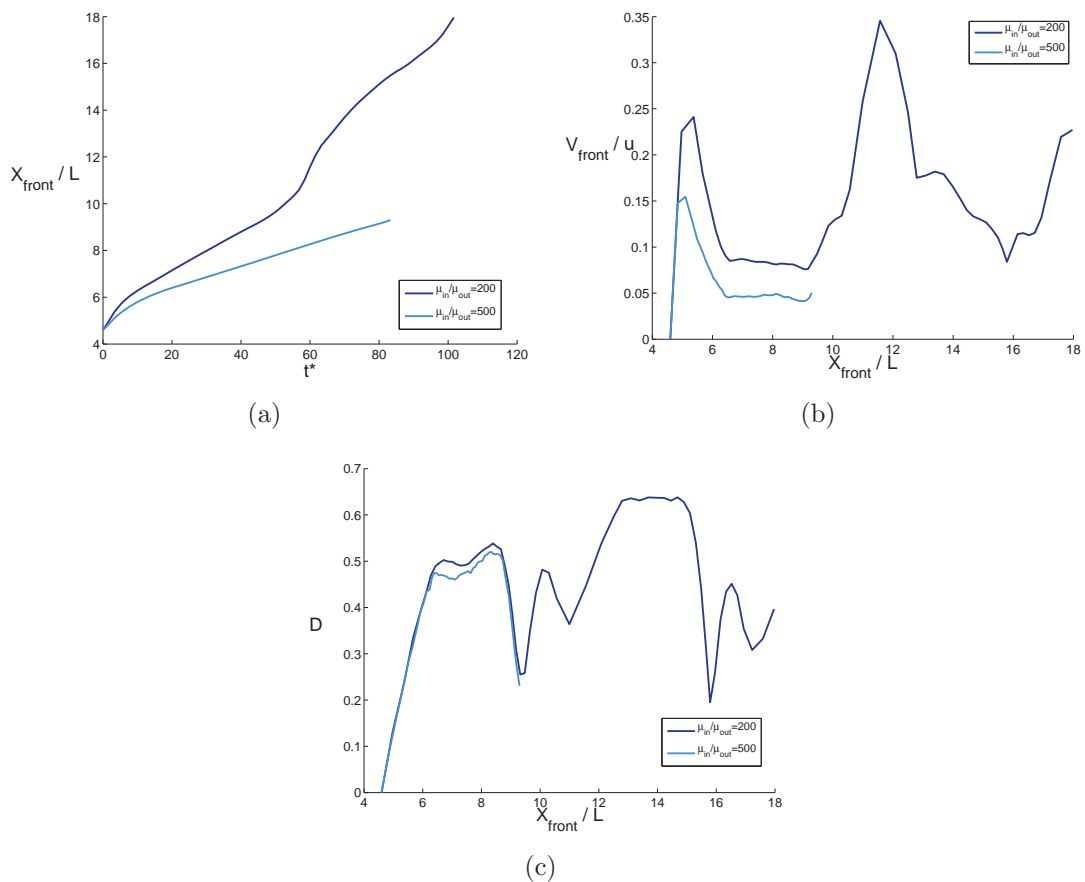 18
16
14
12
10
8
6
4
X_front / L
0 20 40 60 80 100 120
t*
μ_in/μ_out=200
μ_in/μ_out=500
(a)
0.35
0.3
0.25
0.2
0.15
0.1
0.05
0
V_front / u
4 6 8 10 12 14 16 18
X_front / L
μ_in/μ_out=200
μ_in/μ_out=500
(b)
0.7
0.6
0.5
0.4
0.3
0.2
0.1
0
D
4 6 8 10 12 14 16 18
X_front / L
μ_in/μ_out=200
μ_in/μ_out=500
(c)